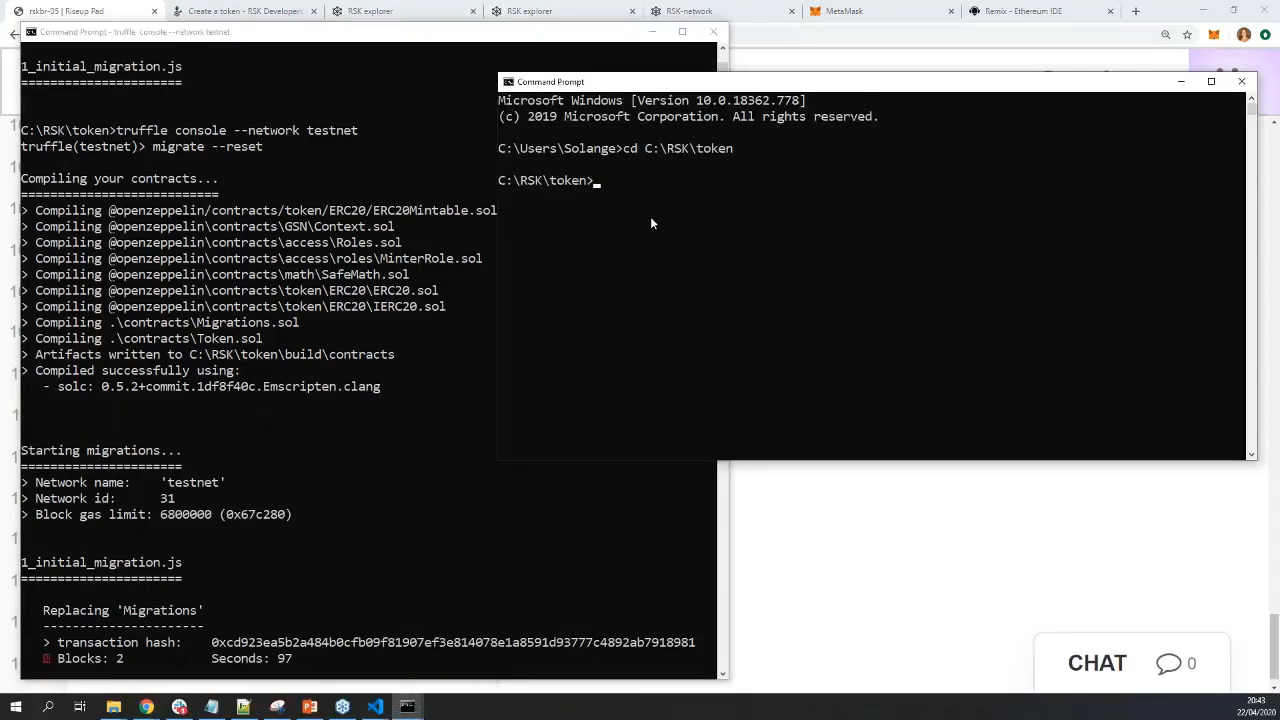 rskbr-05 | Riseup Pad
Create a token - RSK Developers
RSK explorer
RSK explorer
RSK-network
MetaMask
Remix - Ethereum IDE
Command Prompt - truffle console --network testnet
1_initial_migration.js
======================
C:\RSK\token>truffle console --network testnet
truffle(testnet)> migrate --reset
Compiling your contracts...
===========================
> Compiling @openzeppelin/contracts/token/ERC20/ERC20Mintable.sol
> Compiling @openzeppelin\contracts\GSN\Context.sol
> Compiling @openzeppelin\contracts\access\Roles.sol
> Compiling @openzeppelin\contracts\access\roles\MinterRole.sol
> Compiling @openzeppelin\contracts\math\SafeMath.sol
> Compiling @openzeppelin\contracts\token\ERC20\ERC20.sol
> Compiling @openzeppelin\contracts\token\ERC20\IERC20.sol
> Compiling .\contracts\Migrations.sol
> Compiling .\contracts\Token.sol
> Artifacts written to C:\RSK\token\build\contracts
> Compiled successfully using:
- solc: 0.5.2+commit.1df8f40c.Emscripten.clang
Starting migrations...
======================
> Network name: 'testnet'
> Network id: 31
> Block gas limit: 6800000 (0x67c280)
1_initial_migration.js
======================
Replacing 'Migrations'
----------------------
> transaction hash: 0xcd923ea5b2a484b0cfb09f81907ef3e814078e1a8591d93777c4892ab7918981
Blocks: 2 Seconds: 97
Command Prompt
Microsoft Windows [Version 10.0.18362.778]
(c) 2019 Microsoft Corporation. All rights reserved.
C:\Users\Solange>cd C:\RSK\token
C:\RSK\token>
CHAT 0
20:43
22/04/2020